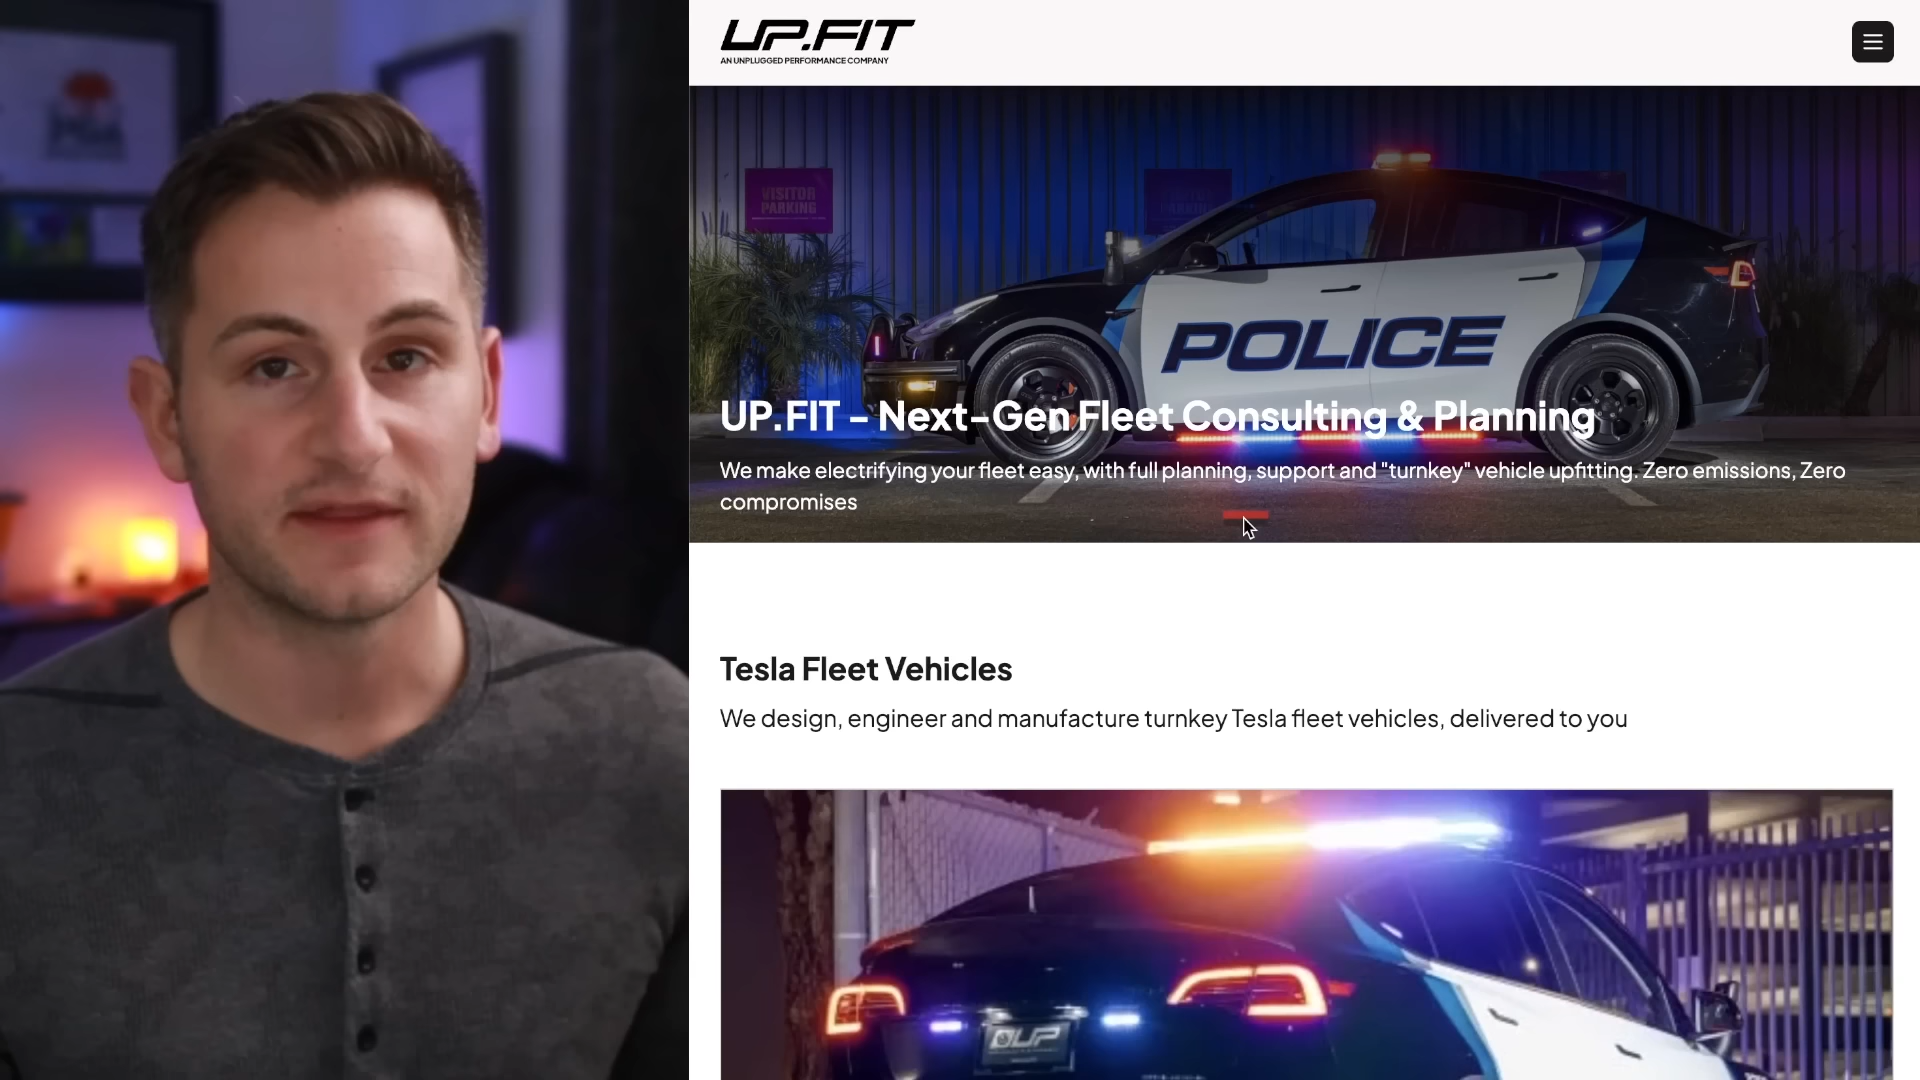 UP.FIT
AN UNPLUGGED PERFORMANCE COMPANY
VISITOR
PARKING
POLICE
UP.FIT - Next-Gen Fleet Consulting & Planning
We make electrifying your fleet easy, with full planning, support and "turnkey" vehicle upfitting. Zero emissions, Zero
compromises
Tesla Fleet Vehicles
We design, engineer and manufacture turnkey Tesla fleet vehicles, delivered to you
UP